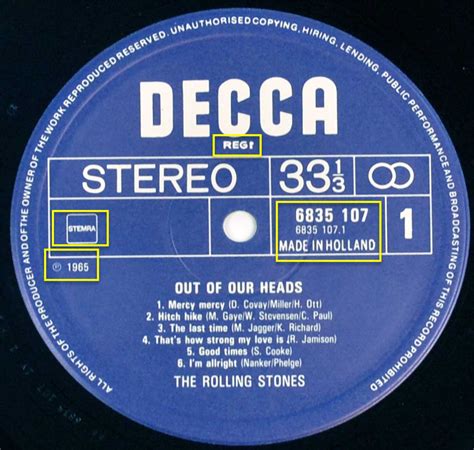 ALL RIGHTS OF THE PRODUCER AND OF THE OWNER OF THE WORK REPRODUCED RESERVED. UNAUTHORISED COPYING, HIRING, LENDING, PUBLIC PERFORMANCE AND BROADCASTING OF THIS RECORD PROHIBITED
DECCA
REGT
STEREO 33 1/3
STEMRA
6835 107
6835 107.1
MADE IN HOLLAND
1
℗ 1965
OUT OF OUR HEADS
1. Mercy mercy (D. Covay/Miller/H. Ott)
2. Hitch hike (M. Gaye/W. Stevensen/C. Paul)
3. The last time (M. Jagger/K. Richard)
4. That's how strong my love is (R. Jamison)
5. Good times (S. Cooke)
6. I'm allright (Nanker/Phelge)
THE ROLLING STONES